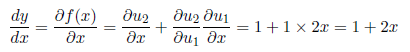 dy/dx = ∂f(x)/∂x = ∂u₂/∂x + ∂u₂/∂u₁ ∂u₁/∂x = 1 + 1 × 2x = 1 + 2x